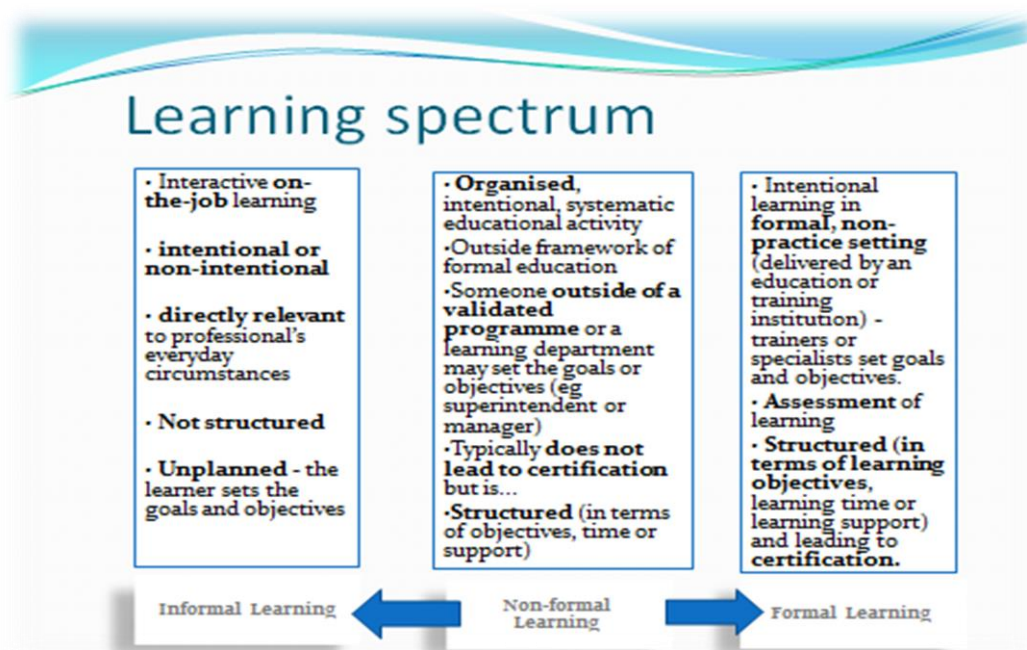 Learning spectrum
• Interactive on-
the-job learning
• intentional or
non-intentional
• directly relevant
to professional's
everyday
circumstances
• Not structured
• Unplanned - the
learner sets the
goals and objectives
• Organised,
intentional, systematic
educational activity
•Outside framework of
formal education
•Someone outside of a
validated
programme or a
learning department
may set the goals or
objectives (eg
superintendent or
manager)
•Typically does not
lead to certification
but is...
•Structured (in terms
of objectives, time or
support)
• Intentional
learning in
formal, non-
practice setting
(delivered by an
education or
training
institution) -
trainers or
specialists set goals
and objectives.
• Assessment of
learning
• Structured (in
terms of learning
objectives,
learning time or
learning support)
and leading to
certification.
Informal Learning
Non-formal
Learning
Formal Learning